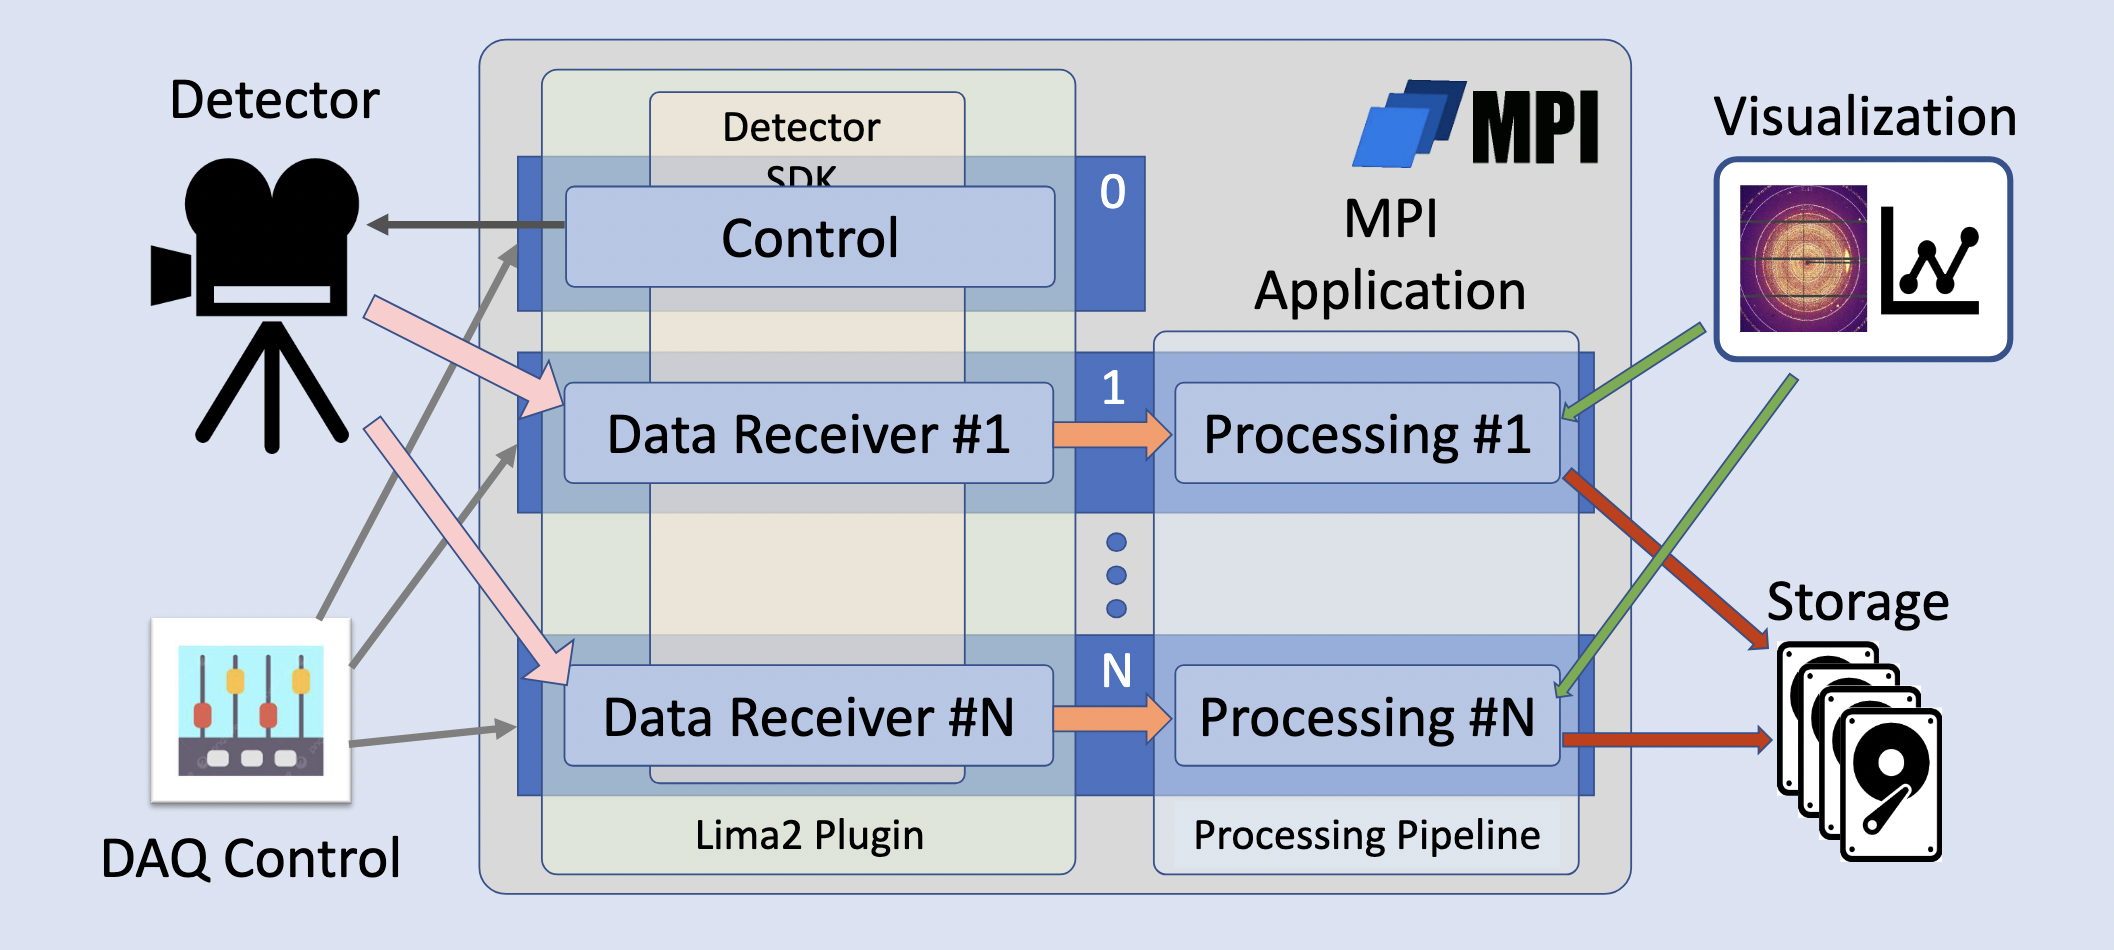 Detector
Detector
SDK
MPI
Visualization
0
Control
MPI
Application
1
Data Receiver #1
Processing #1
Storage
N
Data Receiver #N
Processing #N
Lima2 Plugin
Processing Pipeline
DAQ Control